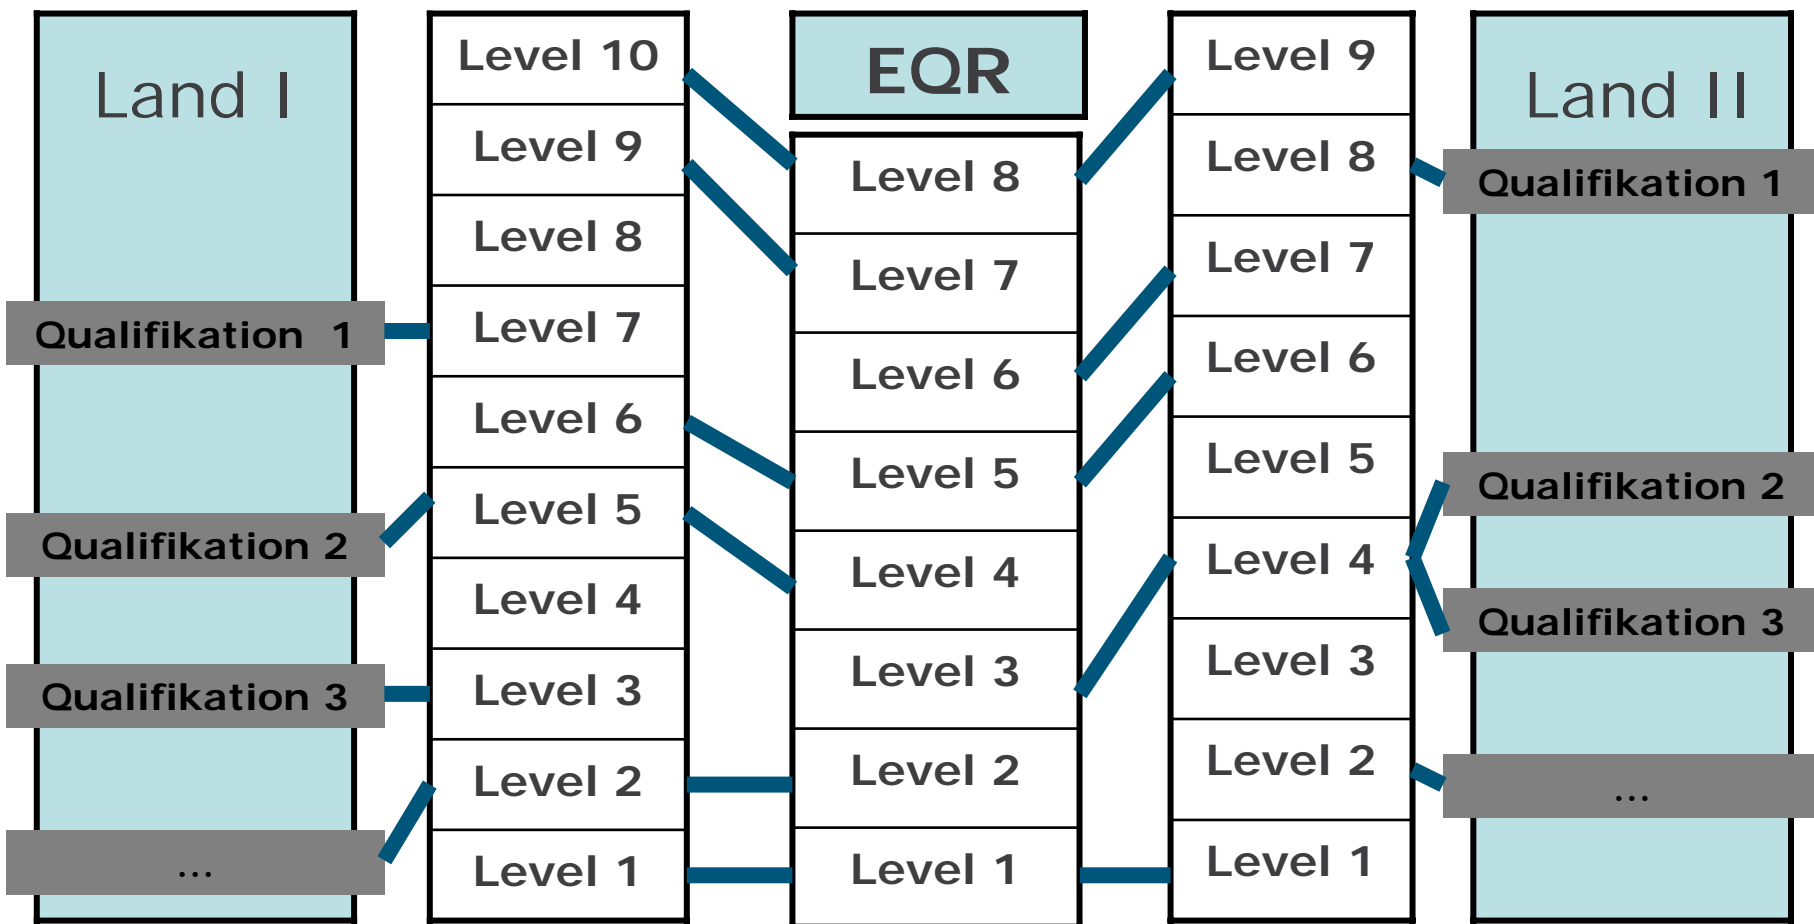 Land I
Qualifikation 1
Qualifikation 2
Qualifikation 3
...
Level 10
Level 9
Level 8
Level 7
Level 6
Level 5
Level 4
Level 3
Level 2
Level 1
EQR
Level 8
Level 7
Level 6
Level 5
Level 4
Level 3
Level 2
Level 1
Level 9
Level 8
Level 7
Level 6
Level 5
Level 4
Level 3
Level 2
Level 1
Land II
Qualifikation 1
Qualifikation 2
Qualifikation 3
...